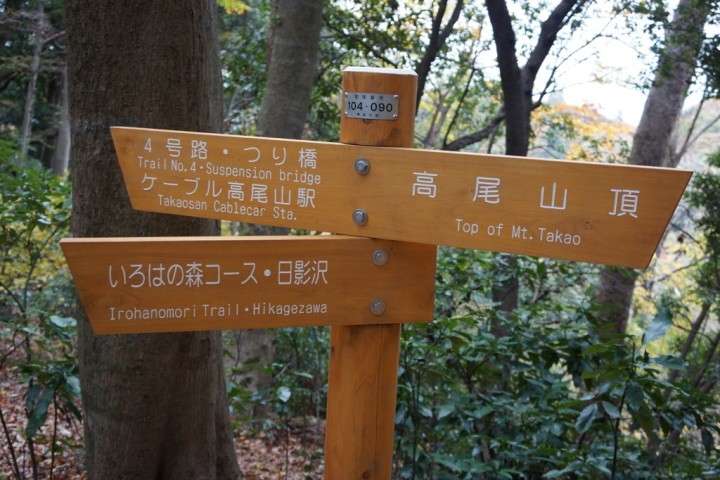 104-090
4号路・つり橋
Trail No.4・Suspension bridge
ケーブル高尾山駅
Takaosan Cablecar Sta.
高尾山頂
Top of Mt.Takao
いろはの森コース・日影沢
Irohanomori Trail・Hikagezawa